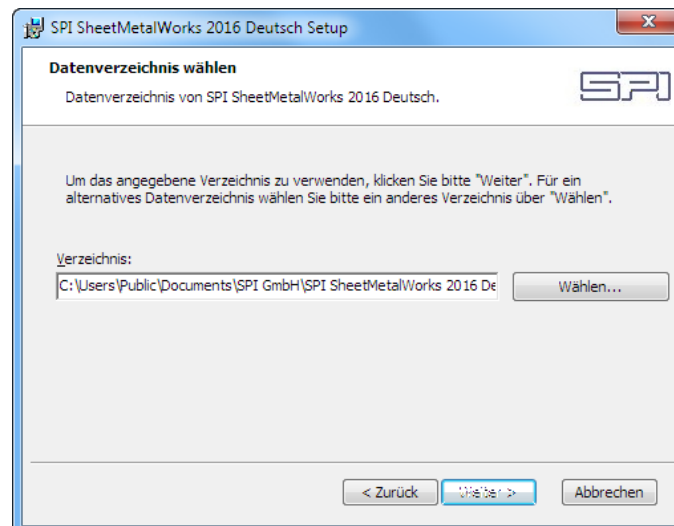 SPI SheetMetalWorks 2016 Deutsch Setup
Datenverzeichnis wählen
Datenverzeichnis von SPI SheetMetalWorks 2016 Deutsch.
SPI
Um das angegebene Verzeichnis zu verwenden, klicken Sie bitte "Weiter". Für ein
alternatives Datenverzeichnis wählen Sie bitte ein anderes Verzeichnis über "Wählen".
Verzeichnis:
C:\Users\Public\Documents\SPI GmbH\SPI SheetMetalWorks 2016 De
Wählen...
< Zurück
Weiter >
Abbrechen